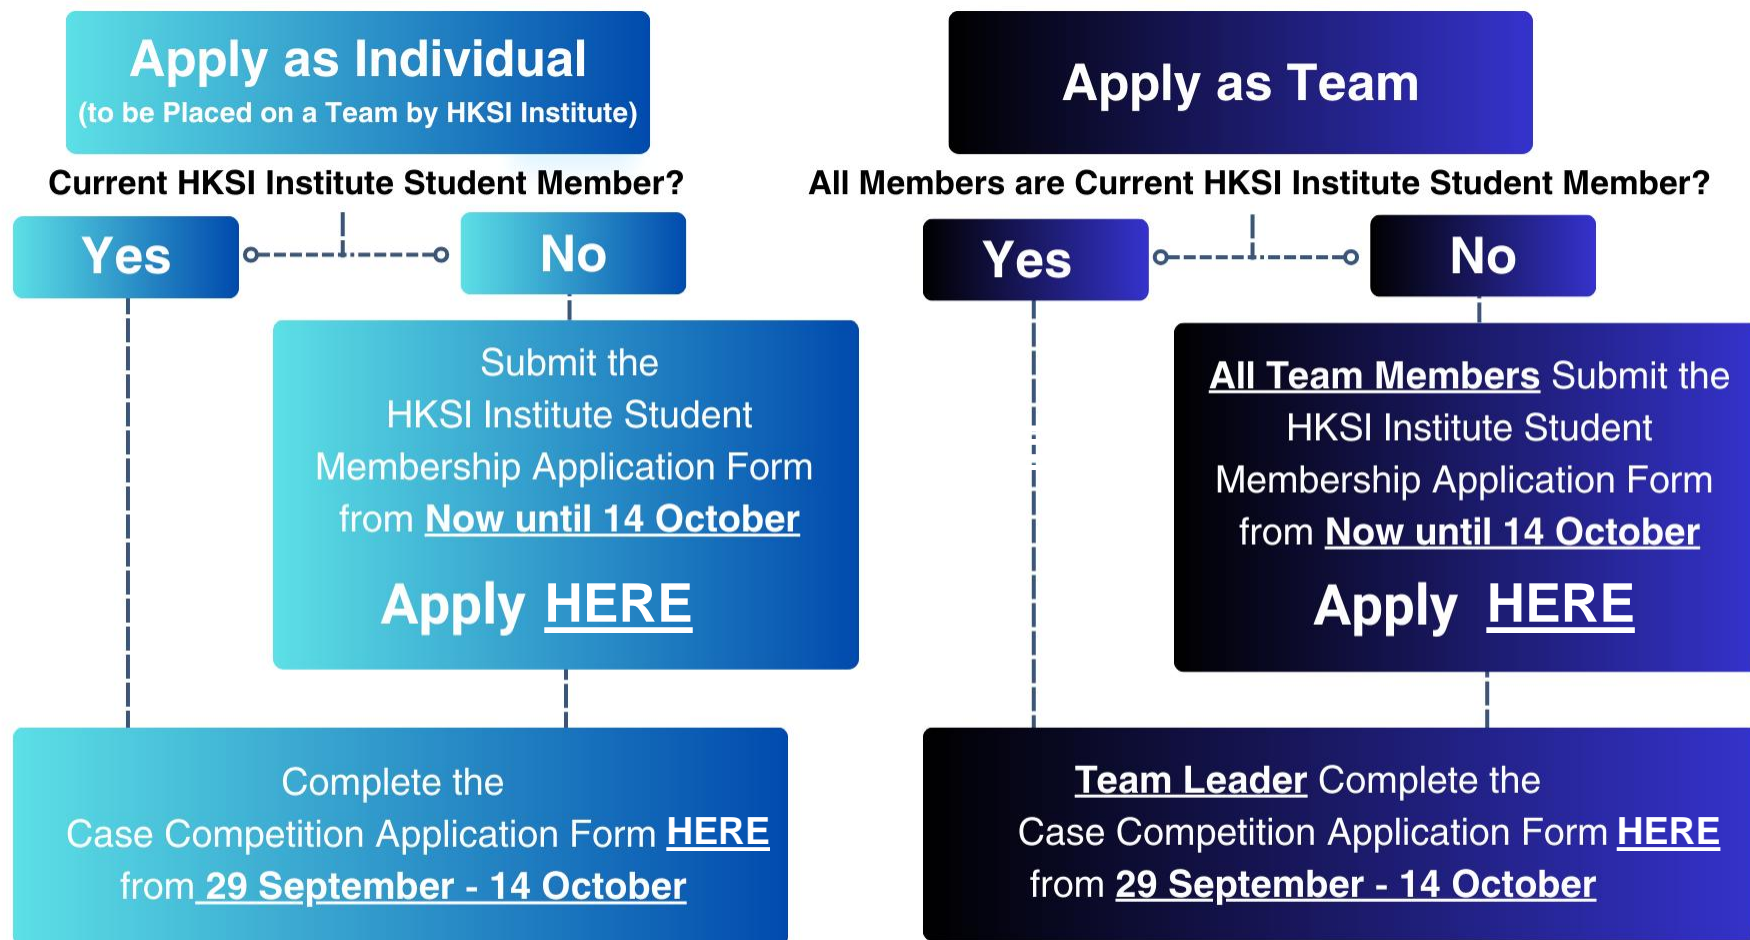 Apply as Individual
(to be Placed on a Team by HKSI Institute)
Current HKSI Institute Student Member?
Yes
No
Submit the
HKSI Institute Student
Membership Application Form
from Now until 14 October
Apply HERE
Complete the
Case Competition Application Form HERE
from 29 September - 14 October
Apply as Team
All Members are Current HKSI Institute Student Member?
Yes
No
All Team Members Submit the
HKSI Institute Student
Membership Application Form
from Now until 14 October
Apply HERE
Team Leader Complete the
Case Competition Application Form HERE
from 29 September - 14 October